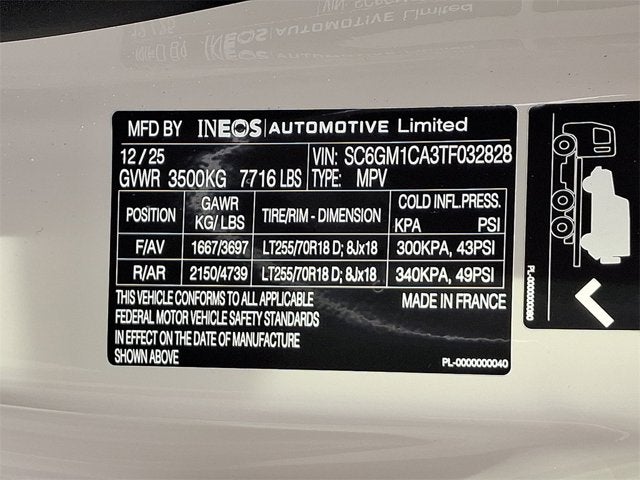 MFD BY INEOS AUTOMOTIVE Limited
12/25 VIN: SC6GM1CA3TF032828
GVWR 3500KG 7716 LBS TYPE: MPV
POSITION GAWR KG/ LBS TIRE/RIM - DIMENSION COLD INFL.PRESS. KPA PSI
F/AV 1667/3697 LT255/70R18 D; 8Jx18 300KPA, 43PSI
R/AR 2150/4739 LT255/70R18 D; 8Jx18 340KPA, 49PSI
THIS VEHICLE CONFORMS TO ALL APPLICABLE MADE IN FRANCE
FEDERAL MOTOR VEHICLE SAFETY STANDARDS
IN EFFECT ON THE DATE OF MANUFACTURE
SHOWN ABOVE PL-0000000040
PL-0000000080